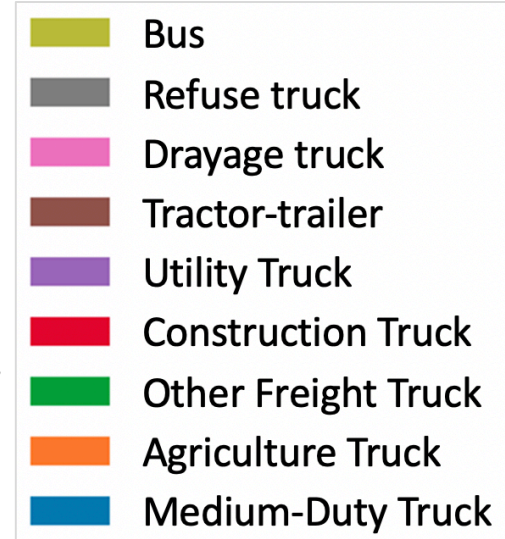 Bus
Refuse truck
Drayage truck
Tractor-trailer
Utility Truck
Construction Truck
Other Freight Truck
Agriculture Truck
Medium-Duty Truck